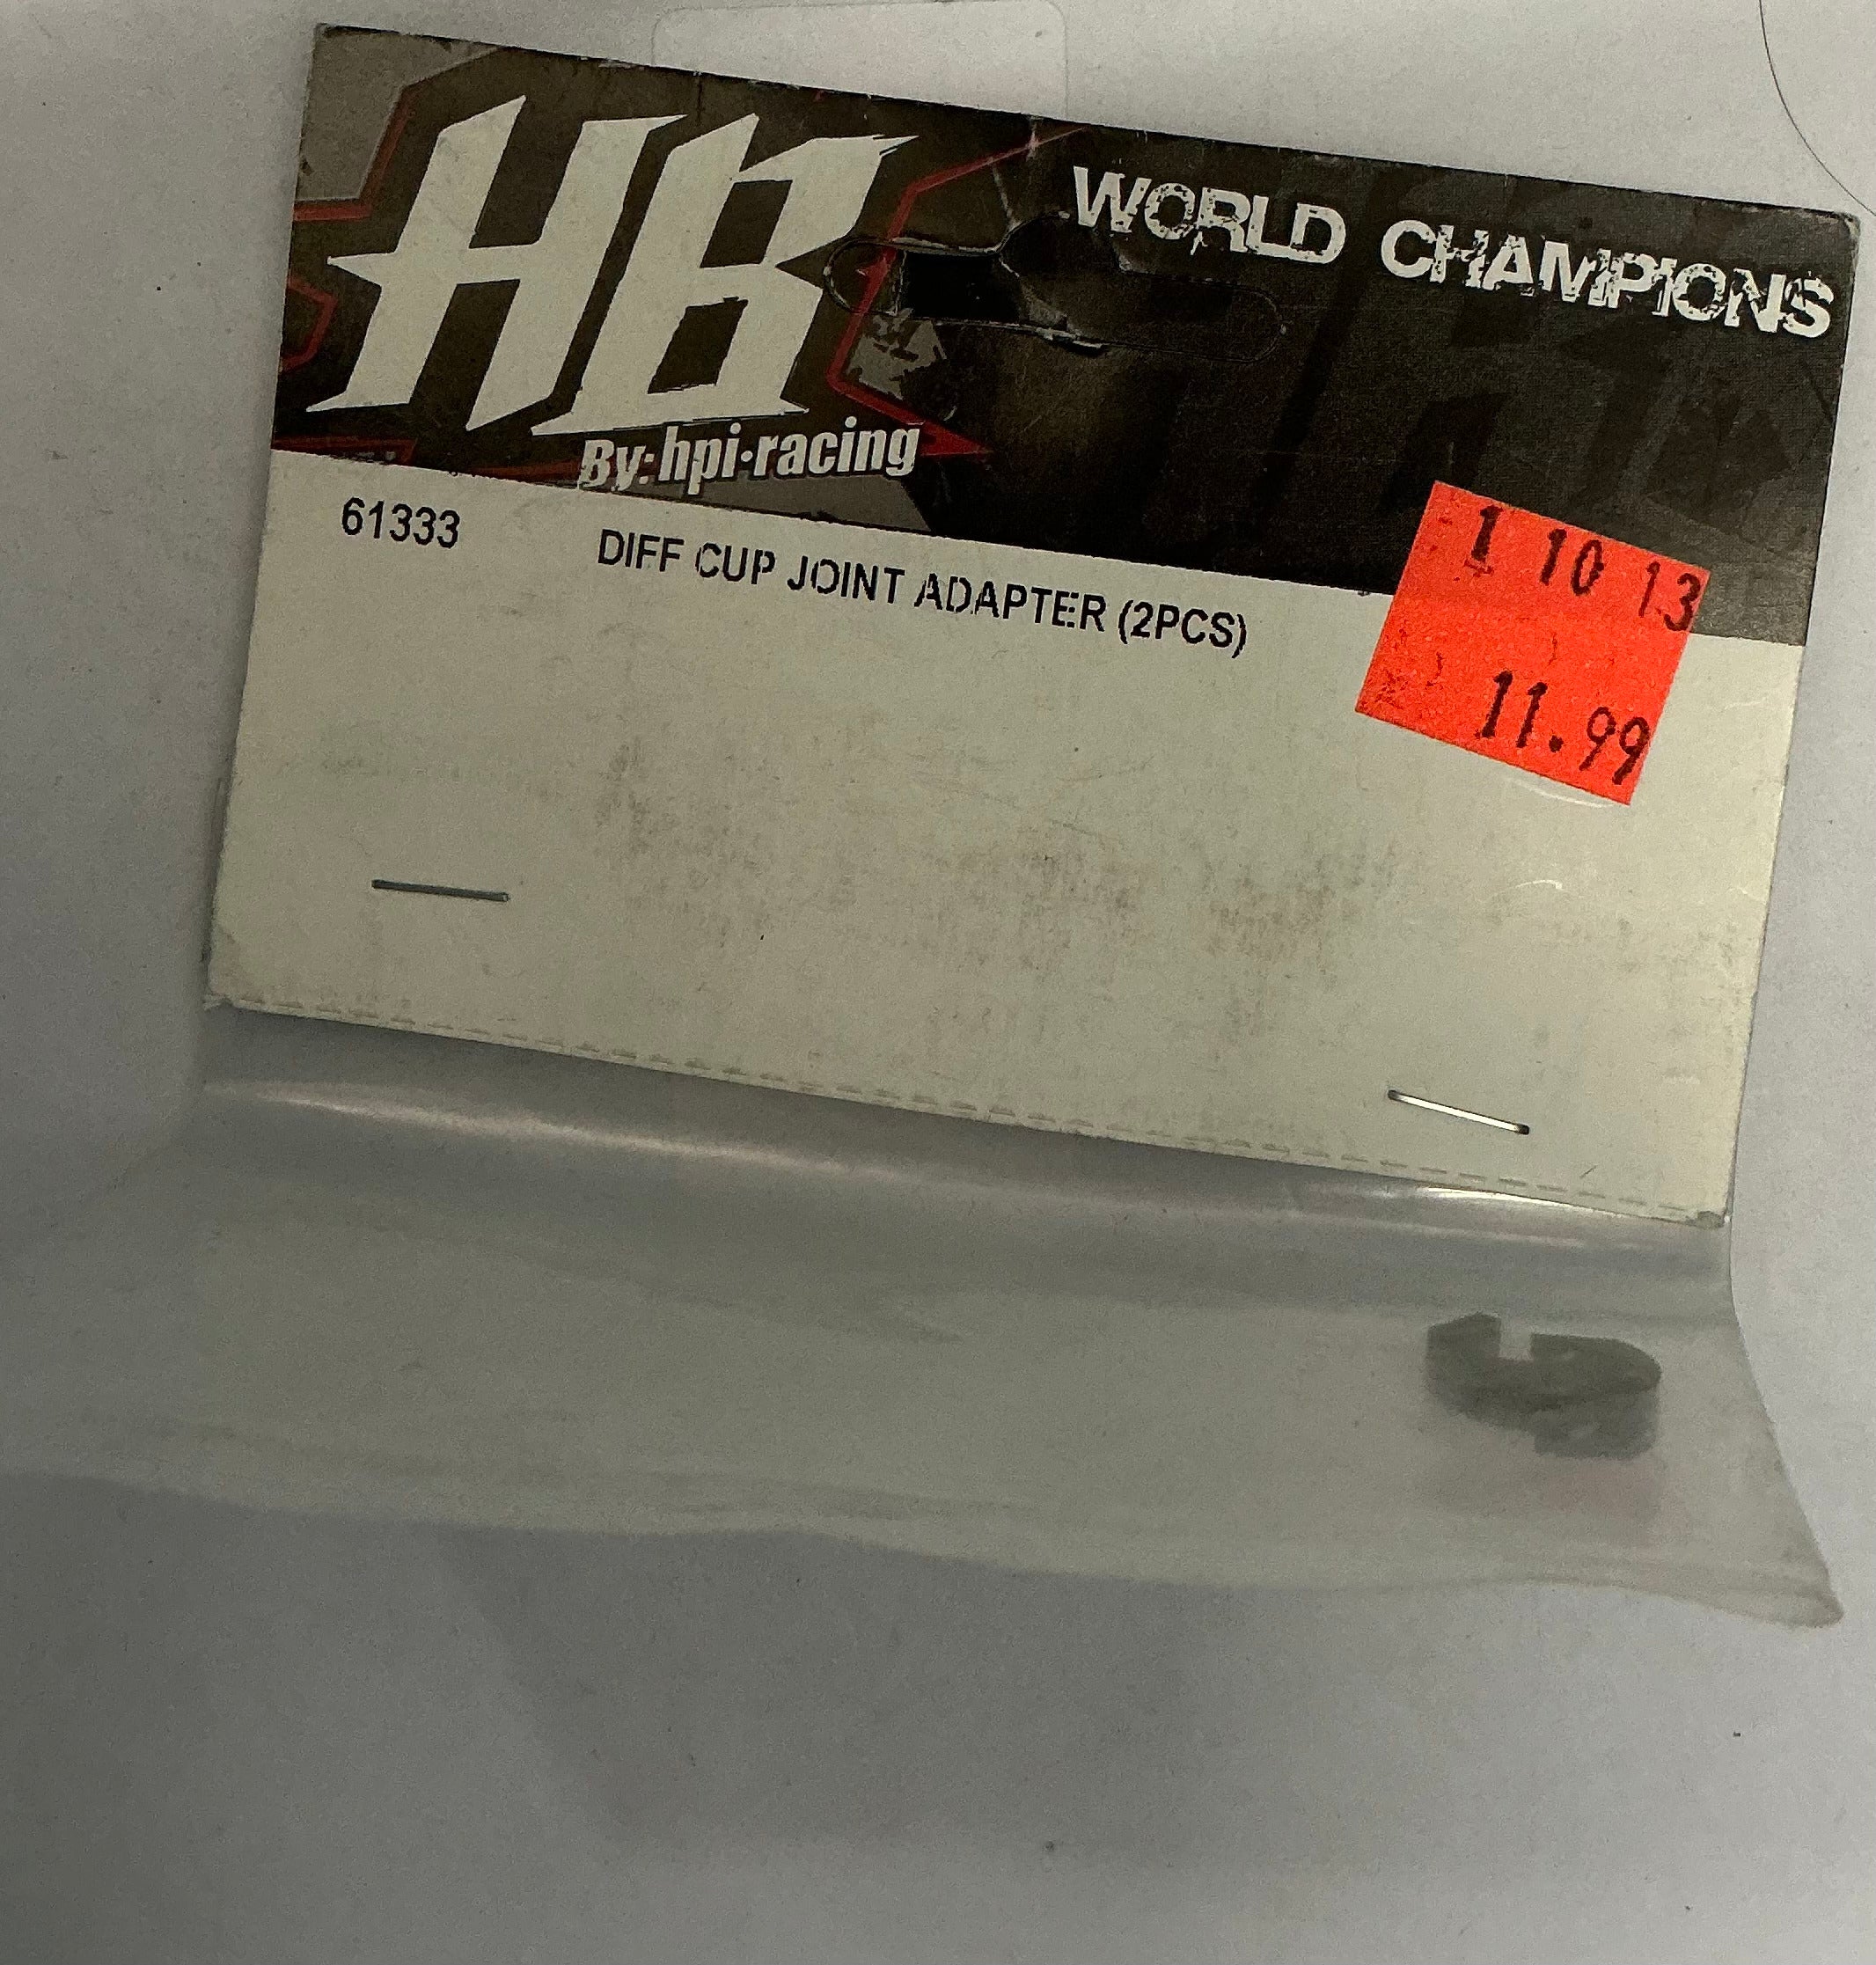 HB
By: hpi·racing
WORLD CHAMPIONS
61333 DIFF CUP JOINT ADAPTER (2PCS)
1 10 13
11.99